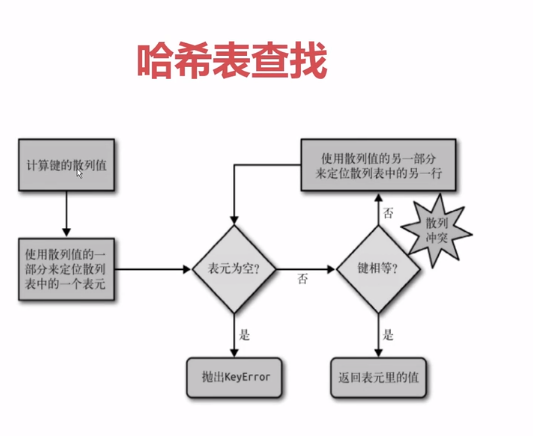 哈希表查找
计算键的散列值
使用散列值的另一部分
来定位散列表中的另一行
否
散列
冲突
使用散列值的一
部分来定位散列
表中的一个表元
表元为空?
否
键相等?
是
是
抛出KeyError
返回表元里的值